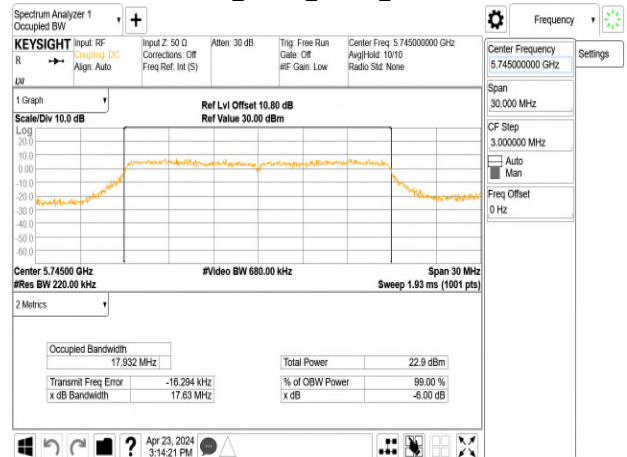 Spectrum Analyzer 1
Occupied BW
Frequency
KEYSIGHT
R
Input: RF
Coupling: DC
Align: Auto
Input Z: 50 Ω
Corrections: Off
Freq Ref: Int (S)
Atten: 30 dB
Trig: Free Run
Gate: Off
#IF Gain: Low
Center Freq: 5.745000000 GHz
Avg|Hold: 10/10
Radio Std: None
Center Frequency
5.745000000 GHz
Settings
Span
30.000 MHz
CF Step
3.000000 MHz
Auto
Man
Freq Offset
0 Hz
1 Graph
Scale/Div 10.0 dB
Ref Lvl Offset 10.80 dB
Ref Value 30.00 dBm
Log
20.0
10.0
0.00
-10.0
-20.0
-30.0
-40.0
-50.0
-60.0
Center 5.74500 GHz
#Video BW 680.00 kHz
Span 30 MHz
#Res BW 220.00 kHz
Sweep 1.93 ms (1001 pts)
2 Metrics
Occupied Bandwidth
17.932 MHz
Total Power 22.9 dBm
Transmit Freq Error -16.294 kHz
% of OBW Power 99.00 %
x dB Bandwidth 17.63 MHz
x dB -6.00 dB
?
Apr 23, 2024
3:14:21 PM